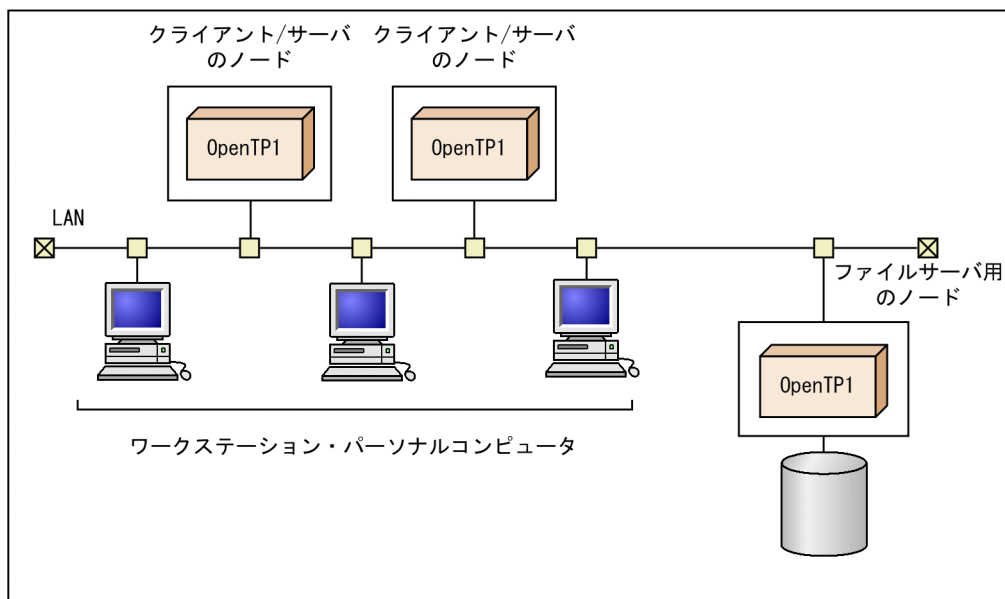 クライアント/サーバ
のノード
クライアント/サーバ
のノード
OpenTP1
OpenTP1
LAN
ファイルサーバ用
のノード
OpenTP1
ワークステーション・パーソナルコンピュータ